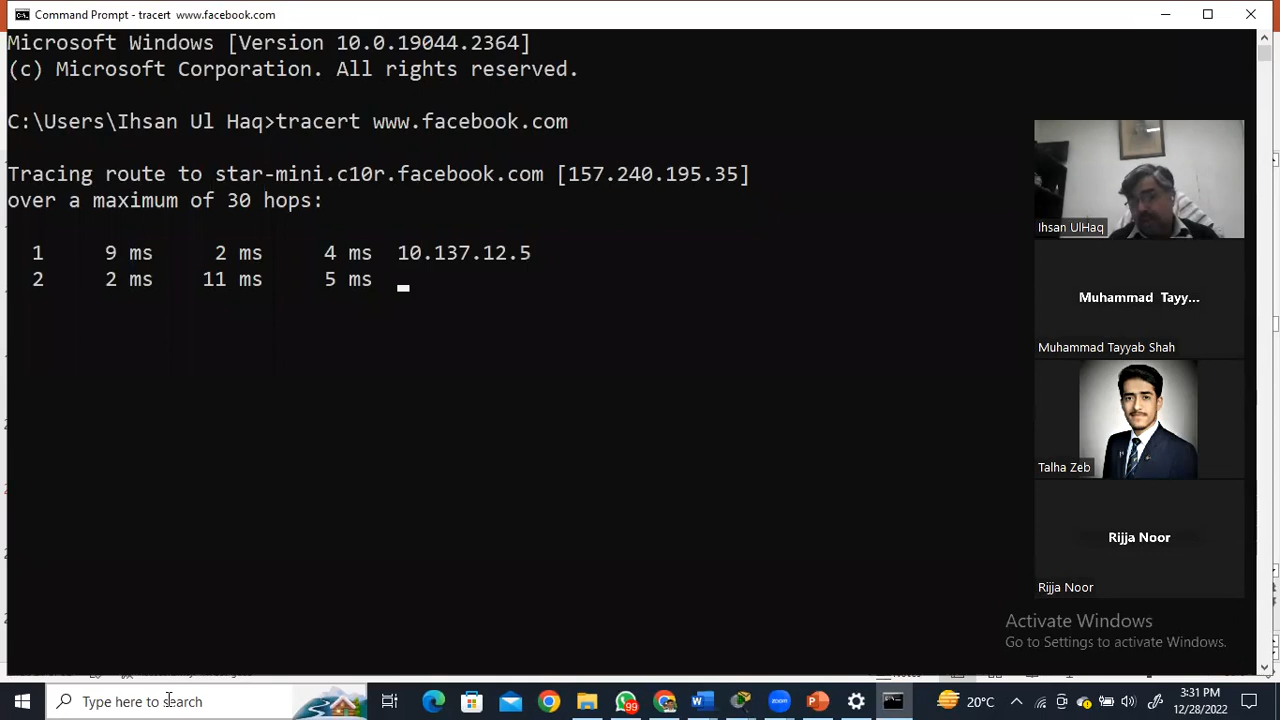 Command Prompt - tracert  www.facebook.com
Microsoft Windows [Version 10.0.19044.2364]
(c) Microsoft Corporation. All rights reserved.
C:\Users\Ihsan Ul Haq>tracert www.facebook.com
Tracing route to star-mini.c10r.facebook.com [157.240.195.35]
over a maximum of 30 hops:
1     9 ms     2 ms     4 ms  10.137.12.5
2     2 ms    11 ms     5 ms
Ihsan UlHaq
Muhammad Tayy...
Muhammad Tayyab Shah
Talha Zeb
Rijja Noor
Rijja Noor
Activate Windows
Go to Settings to activate Windows.
Type here to search
99
20°C
3:31 PM
12/28/2022